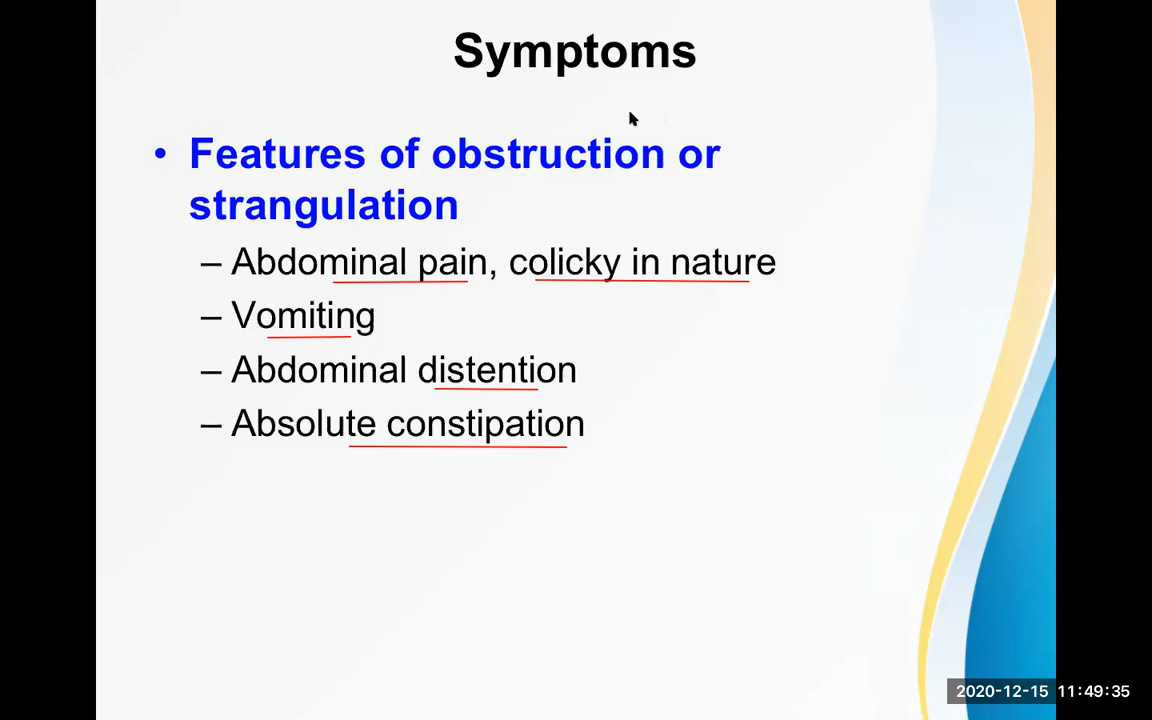 Symptoms
• Features of obstruction or
strangulation
– Abdominal pain, colicky in nature
– Vomiting
– Abdominal distention
– Absolute constipation
2020-12-15 11:49:35